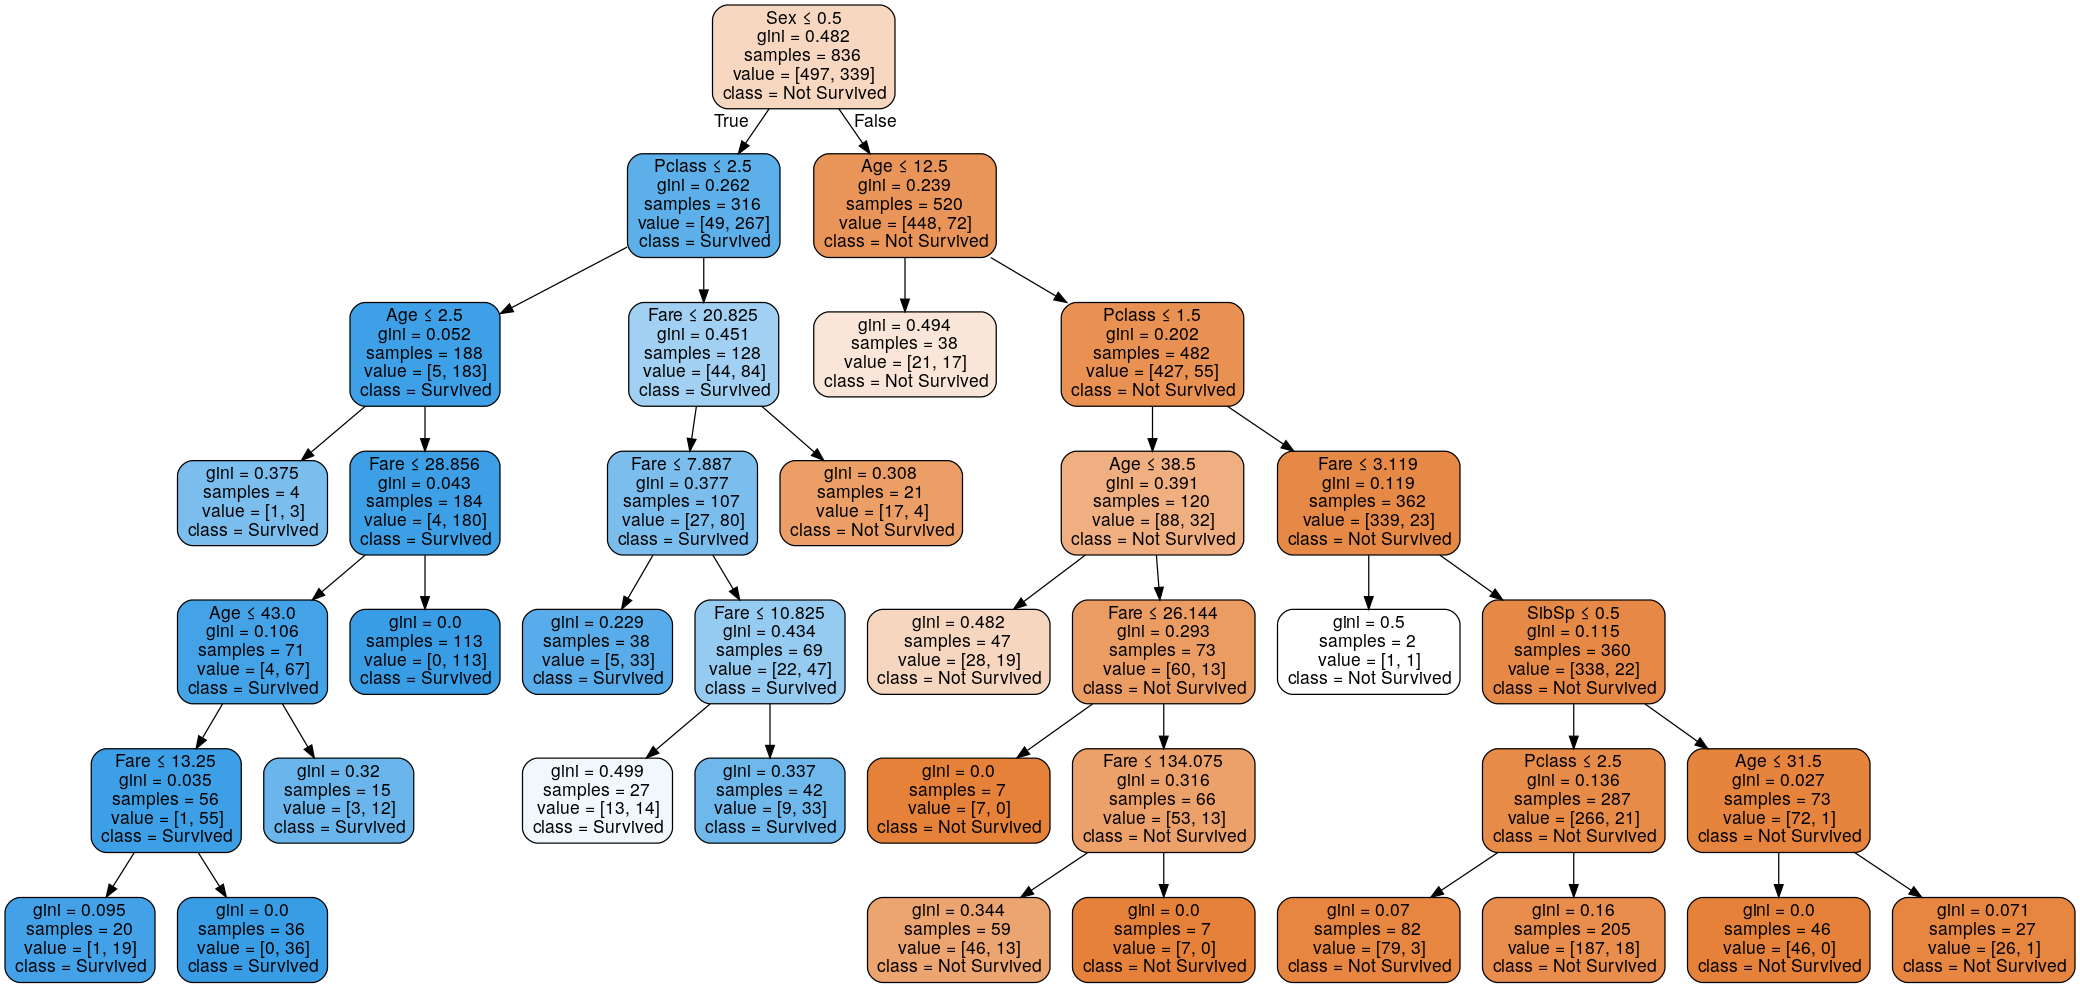 Sex ≤ 0.5
gini = 0.482
samples = 836
value = [497, 339]
class = Not Survived
True
False
Pclass ≤ 2.5
gini = 0.262
samples = 316
value = [49, 267]
class = Survived
Age ≤ 12.5
gini = 0.239
samples = 520
value = [448, 72]
class = Not Survived
Age ≤ 2.5
gini = 0.052
samples = 188
value = [5, 183]
class = Survived
Fare ≤ 20.825
gini = 0.451
samples = 128
value = [44, 84]
class = Survived
gini = 0.494
samples = 38
value = [21, 17]
class = Not Survived
Pclass ≤ 1.5
gini = 0.202
samples = 482
value = [427, 55]
class = Not Survived
gini = 0.375
samples = 4
value = [1, 3]
class = Survived
Fare ≤ 28.856
gini = 0.043
samples = 184
value = [4, 180]
class = Survived
Fare ≤ 7.887
gini = 0.377
samples = 107
value = [27, 80]
class = Survived
gini = 0.308
samples = 21
value = [17, 4]
class = Not Survived
Age ≤ 38.5
gini = 0.391
samples = 120
value = [88, 32]
class = Not Survived
Fare ≤ 3.119
gini = 0.119
samples = 362
value = [339, 23]
class = Not Survived
Age ≤ 43.0
gini = 0.106
samples = 71
value = [4, 67]
class = Survived
gini = 0.0
samples = 113
value = [0, 113]
class = Survived
gini = 0.229
samples = 38
value = [5, 33]
class = Survived
Fare ≤ 10.825
gini = 0.434
samples = 69
value = [22, 47]
class = Survived
gini = 0.482
samples = 47
value = [28, 19]
class = Not Survived
Fare ≤ 26.144
gini = 0.293
samples = 73
value = [60, 13]
class = Not Survived
gini = 0.5
samples = 2
value = [1, 1]
class = Not Survived
SibSp ≤ 0.5
gini = 0.115
samples = 360
value = [338, 22]
class = Not Survived
Fare ≤ 13.25
gini = 0.035
samples = 56
value = [1, 55]
class = Survived
gini = 0.32
samples = 15
value = [3, 12]
class = Survived
gini = 0.499
samples = 27
value = [13, 14]
class = Survived
gini = 0.337
samples = 42
value = [9, 33]
class = Survived
gini = 0.0
samples = 7
value = [7, 0]
class = Not Survived
Fare ≤ 134.075
gini = 0.316
samples = 66
value = [53, 13]
class = Not Survived
Pclass ≤ 2.5
gini = 0.136
samples = 287
value = [266, 21]
class = Not Survived
Age ≤ 31.5
gini = 0.027
samples = 73
value = [72, 1]
class = Not Survived
gini = 0.095
samples = 20
value = [1, 19]
class = Survived
gini = 0.0
samples = 36
value = [0, 36]
class = Survived
gini = 0.344
samples = 59
value = [46, 13]
class = Not Survived
gini = 0.0
samples = 7
value = [7, 0]
class = Not Survived
gini = 0.07
samples = 82
value = [79, 3]
class = Not Survived
gini = 0.16
samples = 205
value = [187, 18]
class = Not Survived
gini = 0.0
samples = 46
value = [46, 0]
class = Not Survived
gini = 0.071
samples = 27
value = [26, 1]
class = Not Survived